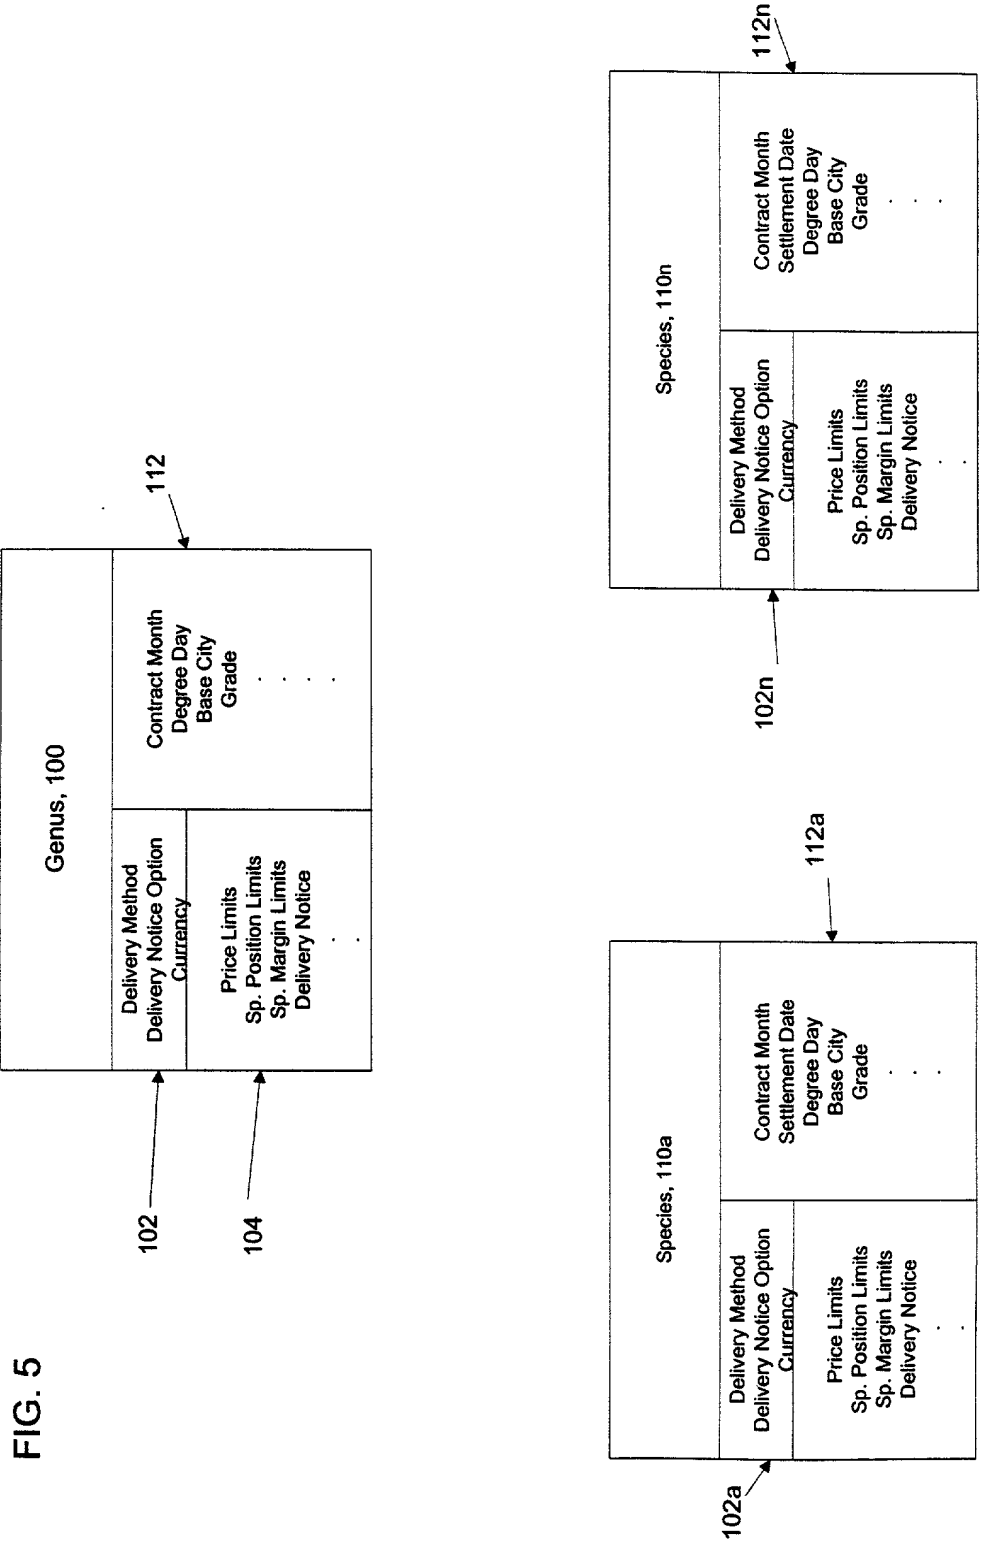 FIG. 5
Genus, 100
102
Delivery Method
Delivery Notice Option
Currency
104
Price Limits
Sp. Position Limits
Sp. Margin Limits
Delivery Notice
.
.
112
Contract Month
Degree Day
Base City
Grade
.
.
.
.
Species, 110a
102a
Delivery Method
Delivery Notice Option
Currency
Price Limits
Sp. Position Limits
Sp. Margin Limits
Delivery Notice
.
.
112a
Contract Month
Settlement Date
Degree Day
Base City
Grade
.
.
.
Species, 110n
102n
Delivery Method
Delivery Notice Option
Currency
Price Limits
Sp. Position Limits
Sp. Margin Limits
Delivery Notice
.
.
112n
Contract Month
Settlement Date
Degree Day
Base City
Grade
.
.
.